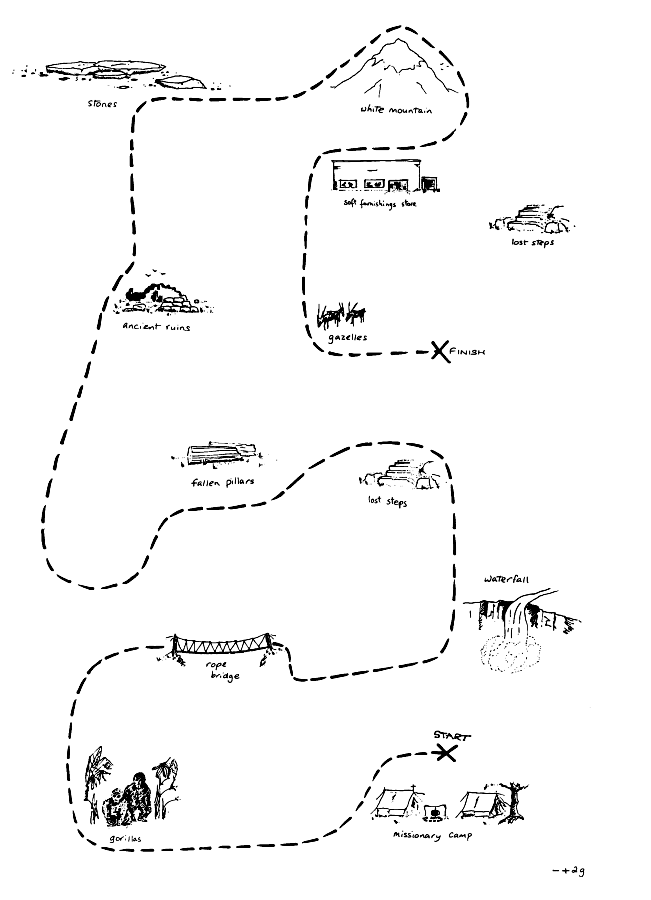 stones
white mountain
soft furnishings store
lost steps
ancient ruins
gazelles
FINISH
fallen pillars
lost steps
waterfall
rope
bridge
START
gorillas
missionary camp
-+2g